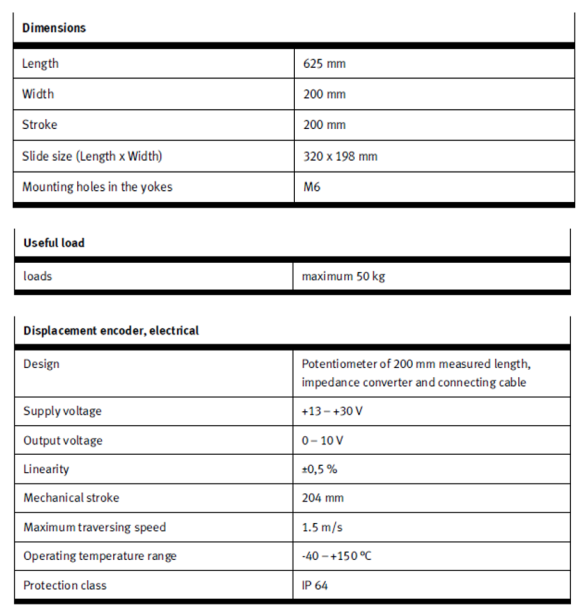 Dimensions
Length 625 mm
Width 200 mm
Stroke 200 mm
Slide size (Length x Width) 320 x 198 mm
Mounting holes in the yokes M6
Useful load
loads maximum 50 kg
Displacement encoder, electrical
Design Potentiometer of 200 mm measured length,
impedance converter and connecting cable
Supply voltage +13 – +30 V
Output voltage 0 – 10 V
Linearity ±0,5 %
Mechanical stroke 204 mm
Maximum traversing speed 1.5 m/s
Operating temperature range -40 – +150 ºC
Protection class IP 64